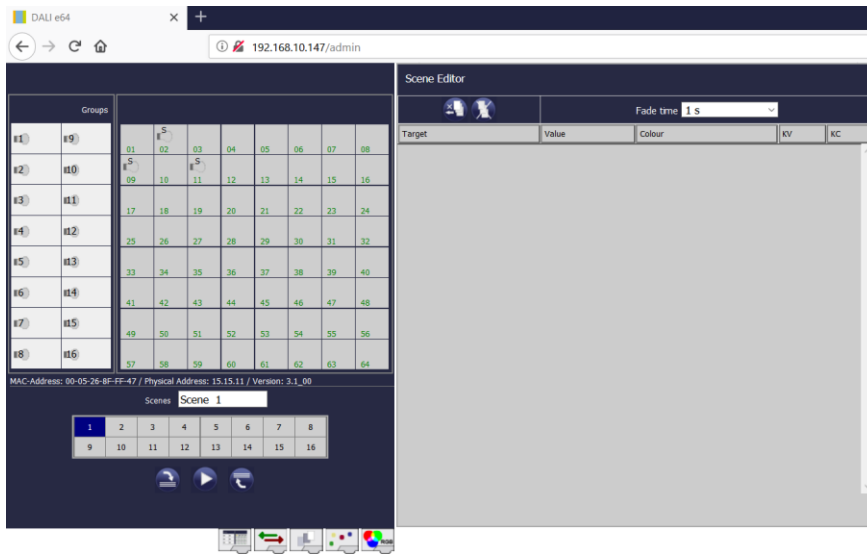 DALI e64
192.168.10.147/admin
Scene Editor
Groups
Fade time 1 s
Target Value Colour KV KC
1 9
2 10
3 11
4 12
5 13
6 14
7 15
8 16
S
01 02 03 04 05 06 07 08
S S
09 10 11 12 13 14 15 16
17 18 19 20 21 22 23 24
25 26 27 28 29 30 31 32
33 34 35 36 37 38 39 40
41 42 43 44 45 46 47 48
49 50 51 52 53 54 55 56
57 58 59 60 61 62 63 64
MAC-Address: 00-05-26-8F-FF-47 / Physical Address: 15.15.11 / Version: 3.1_00
Scenes Scene 1
1 2 3 4 5 6 7 8
9 10 11 12 13 14 15 16
RGB